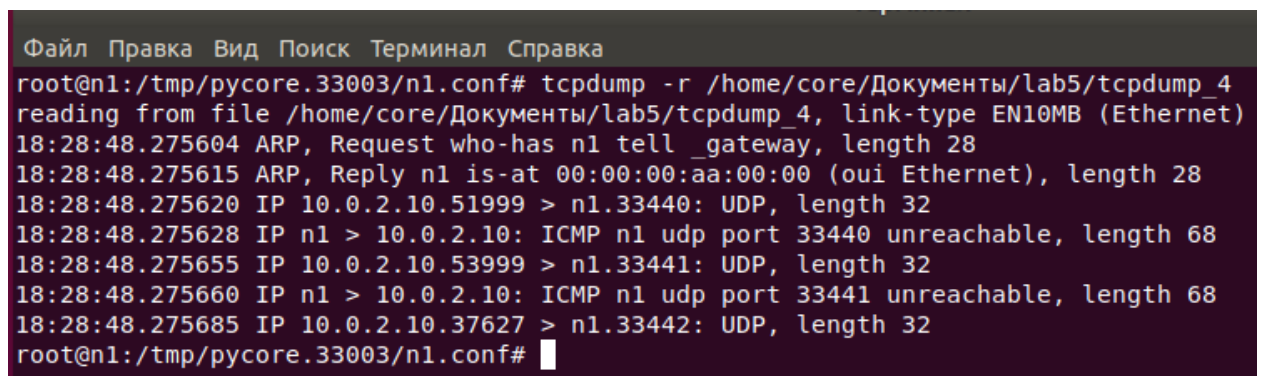 Файл Правка Вид Поиск Терминал Справка
root@n1:/tmp/pycore.33003/n1.conf# tcpdump -r /home/core/Документы/lab5/tcpdump_4
reading from file /home/core/Документы/lab5/tcpdump_4, link-type EN10MB (Ethernet)
18:28:48.275604 ARP, Request who-has n1 tell _gateway, length 28
18:28:48.275615 ARP, Reply n1 is-at 00:00:00:aa:00:00 (oui Ethernet), length 28
18:28:48.275620 IP 10.0.2.10.51999 > n1.33440: UDP, length 32
18:28:48.275628 IP n1 > 10.0.2.10: ICMP n1 udp port 33440 unreachable, length 68
18:28:48.275655 IP 10.0.2.10.53999 > n1.33441: UDP, length 32
18:28:48.275660 IP n1 > 10.0.2.10: ICMP n1 udp port 33441 unreachable, length 68
18:28:48.275685 IP 10.0.2.10.37627 > n1.33442: UDP, length 32
root@n1:/tmp/pycore.33003/n1.conf#